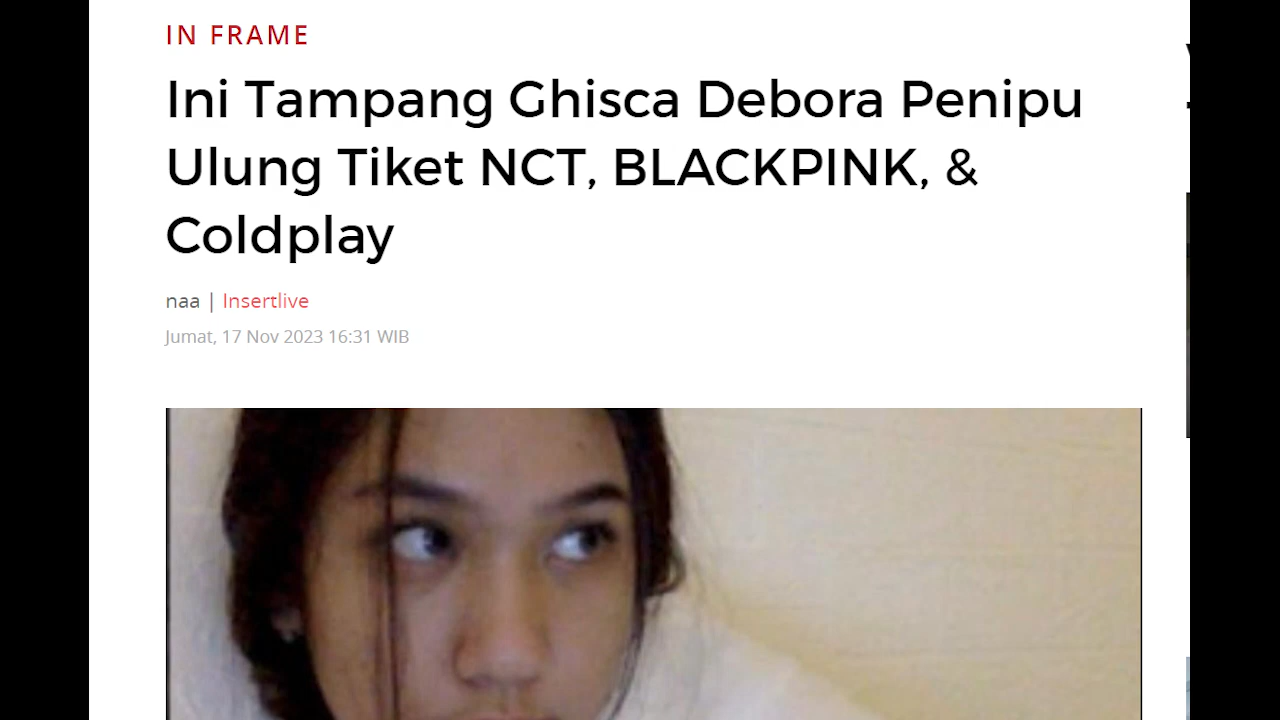 IN FRAME
Ini Tampang Ghisca Debora Penipu
Ulung Tiket NCT, BLACKPINK, &
Coldplay
naa | Insertlive
Jumat, 17 Nov 2023 16:31 WIB